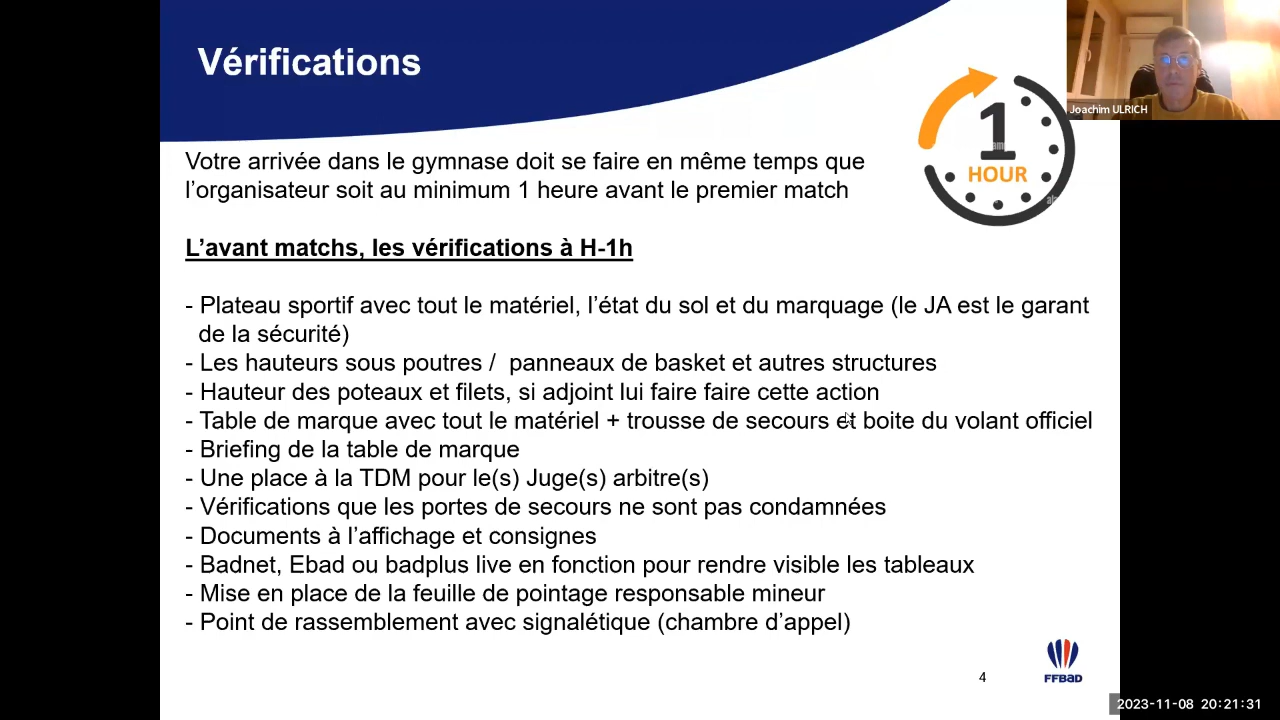 Vérifications
Joachim ULRICH
1
HOUR
Votre arrivée dans le gymnase doit se faire en même temps que
l’organisateur soit au minimum 1 heure avant le premier match
L’avant matchs, les vérifications à H-1h
- Plateau sportif avec tout le matériel, l’état du sol et du marquage (le JA est le garant
de la sécurité)
- Les hauteurs sous poutres / panneaux de basket et autres structures
- Hauteur des poteaux et filets, si adjoint lui faire faire cette action
- Table de marque avec tout le matériel + trousse de secours et boite du volant officiel
- Briefing de la table de marque
- Une place à la TDM pour le(s) Juge(s) arbitre(s)
- Vérifications que les portes de secours ne sont pas condamnées
- Documents à l’affichage et consignes
- Badnet, Ebad ou badplus live en fonction pour rendre visible les tableaux
- Mise en place de la feuille de pointage responsable mineur
- Point de rassemblement avec signalétique (chambre d’appel)
4
FFBaD
2023-11-08 20:21:31